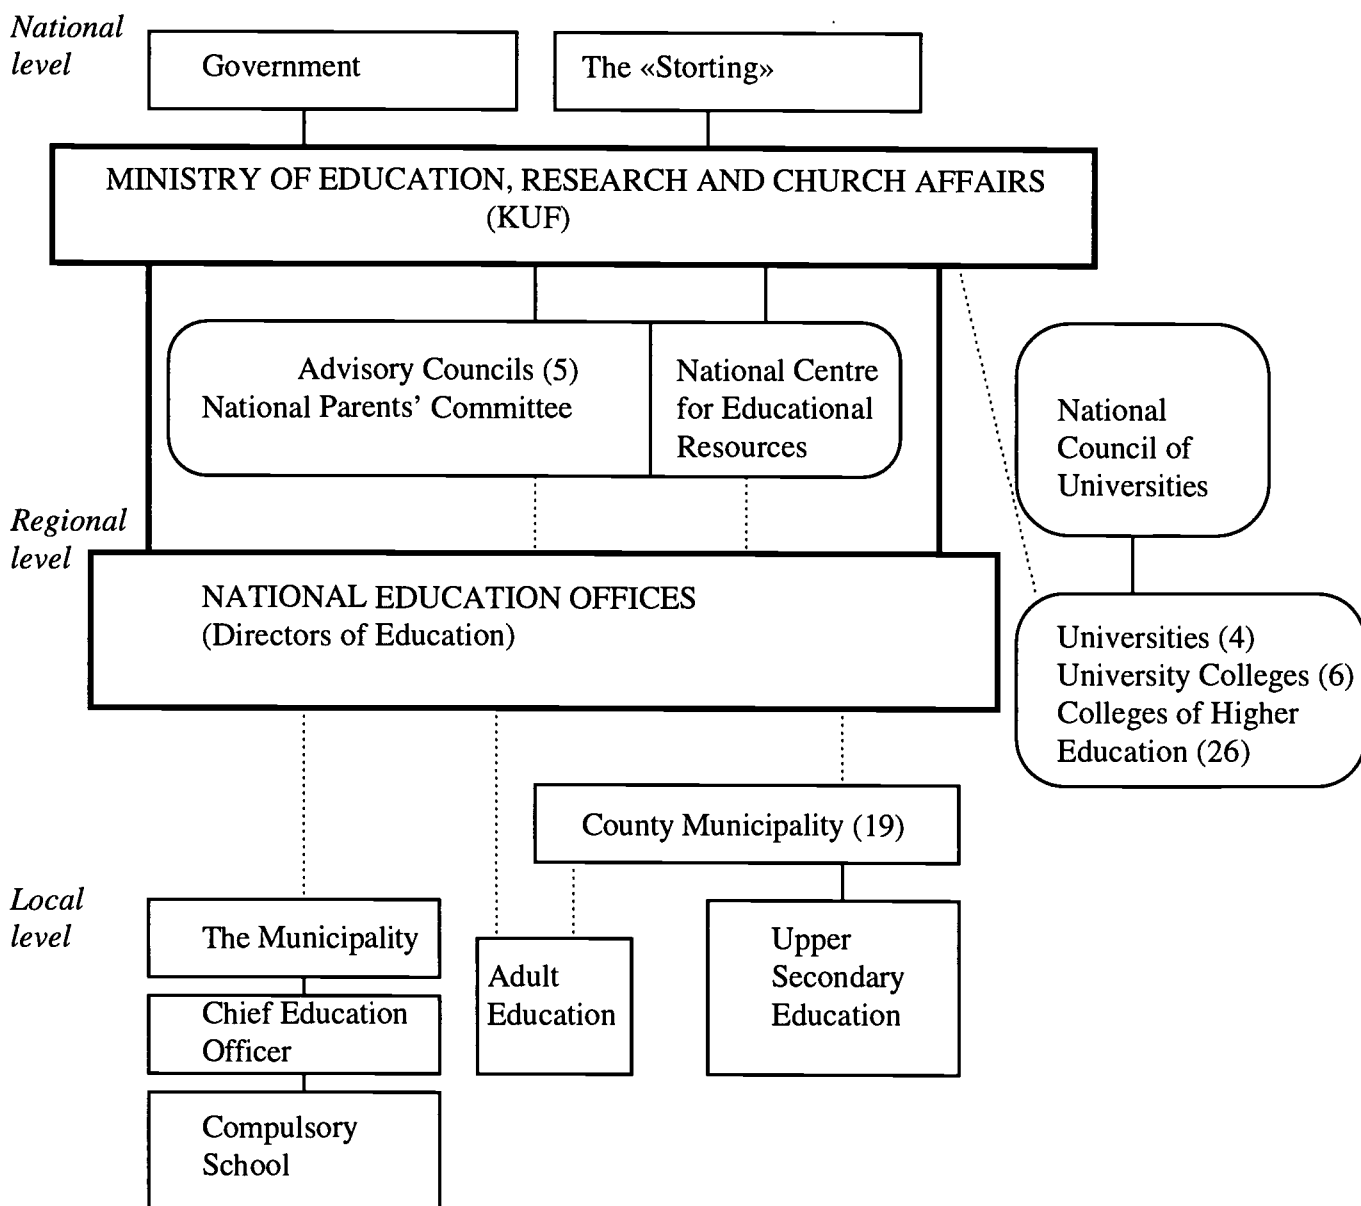 National
level
Government
The «Storting»
MINISTRY OF EDUCATION, RESEARCH AND CHURCH AFFAIRS
(KUF)
Advisory Councils (5)
National Parents' Committee
National Centre
for Educational
Resources
National
Council of
Universities
Regional
level
NATIONAL EDUCATION OFFICES
(Directors of Education)
Universities (4)
University Colleges (6)
Colleges of Higher
Education (26)
County Municipality (19)
Local
level
The Municipality
Chief Education
Officer
Compulsory
School
Adult
Education
Upper
Secondary
Education